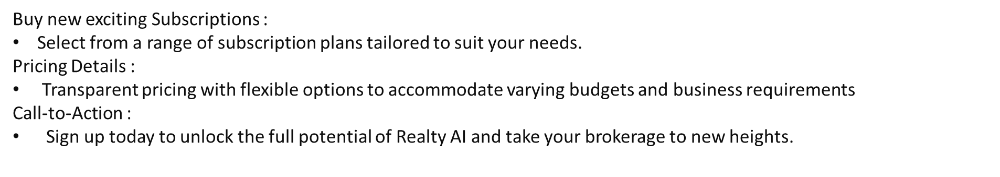 Buy new exciting Subscriptions :
• Select from a range of subscription plans tailored to suit your needs.
Pricing Details :
• Transparent pricing with flexible options to accommodate varying budgets and business requirements
Call-to-Action :
• Sign up today to unlock the full potential of Realty AI and take your brokerage to new heights.